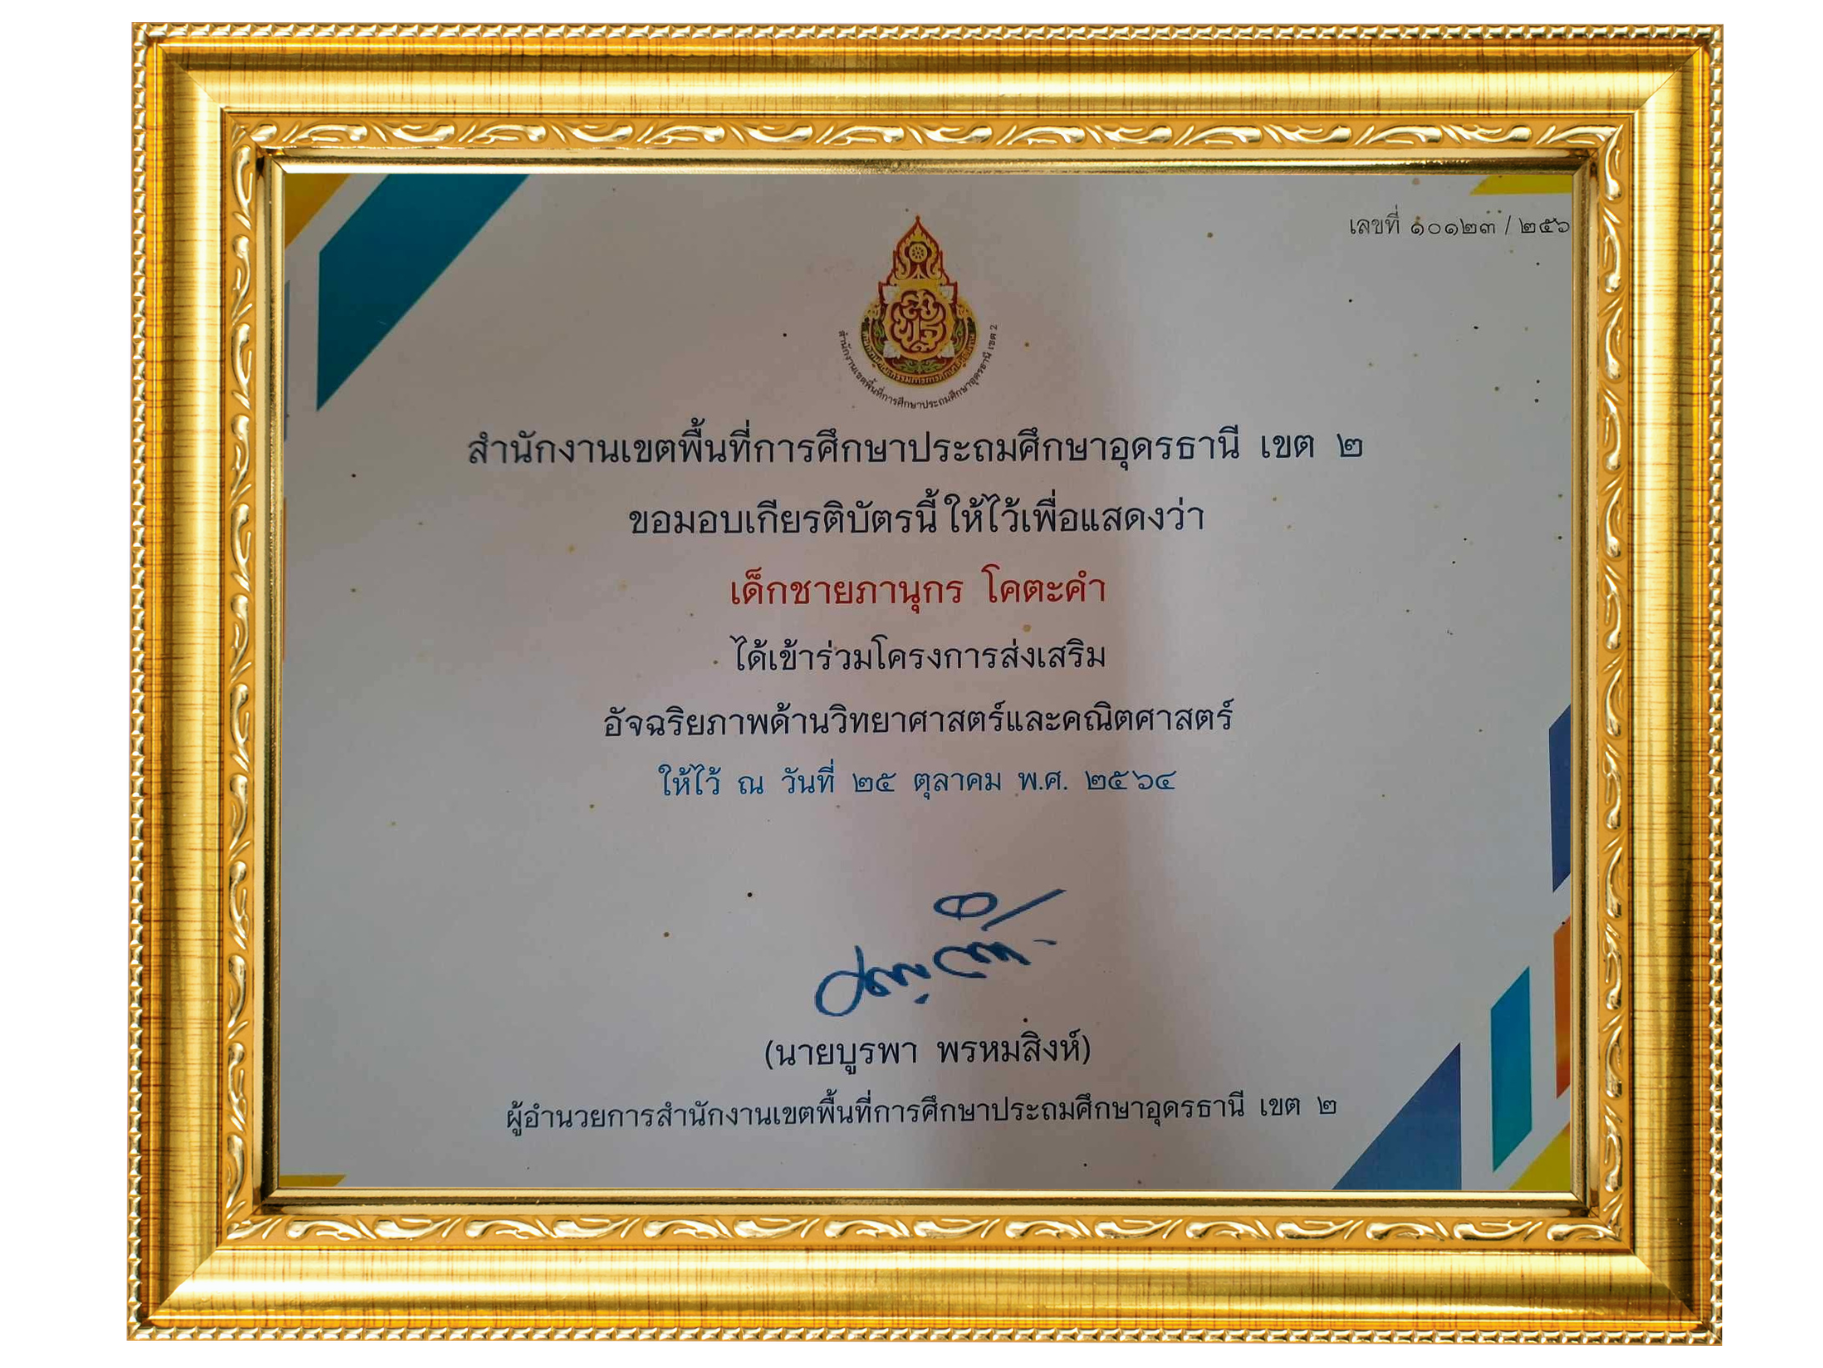 เลขที่ ๑๐๑๒๓ / ๒๕๖
สำนักงานเขตพื้นที่การศึกษาประถมศึกษาอุดรธานี เขต 2
สำนักงานเขตพื้นที่การศึกษาประถมศึกษาอุดรธานี เขต ๒
ขอมอบเกียรติบัตรนี้ ให้ไว้เพื่อแสดงว่า
เด็กชายภานุกร โคตะคำ
ได้เข้าร่วมโครงการส่งเสริม
อัจฉริยภาพด้านวิทยาศาสตร์และคณิตศาสตร์
ให้ไว้ ณ วันที่ ๒๕ ตุลาคม พ.ศ. ๒๕๖๔
(นายบูรพา พรหมสิงห์)
ผู้อำนวยการสำนักงานเขตพื้นที่การศึกษาประถมศึกษาอุดรธานี เขต ๒